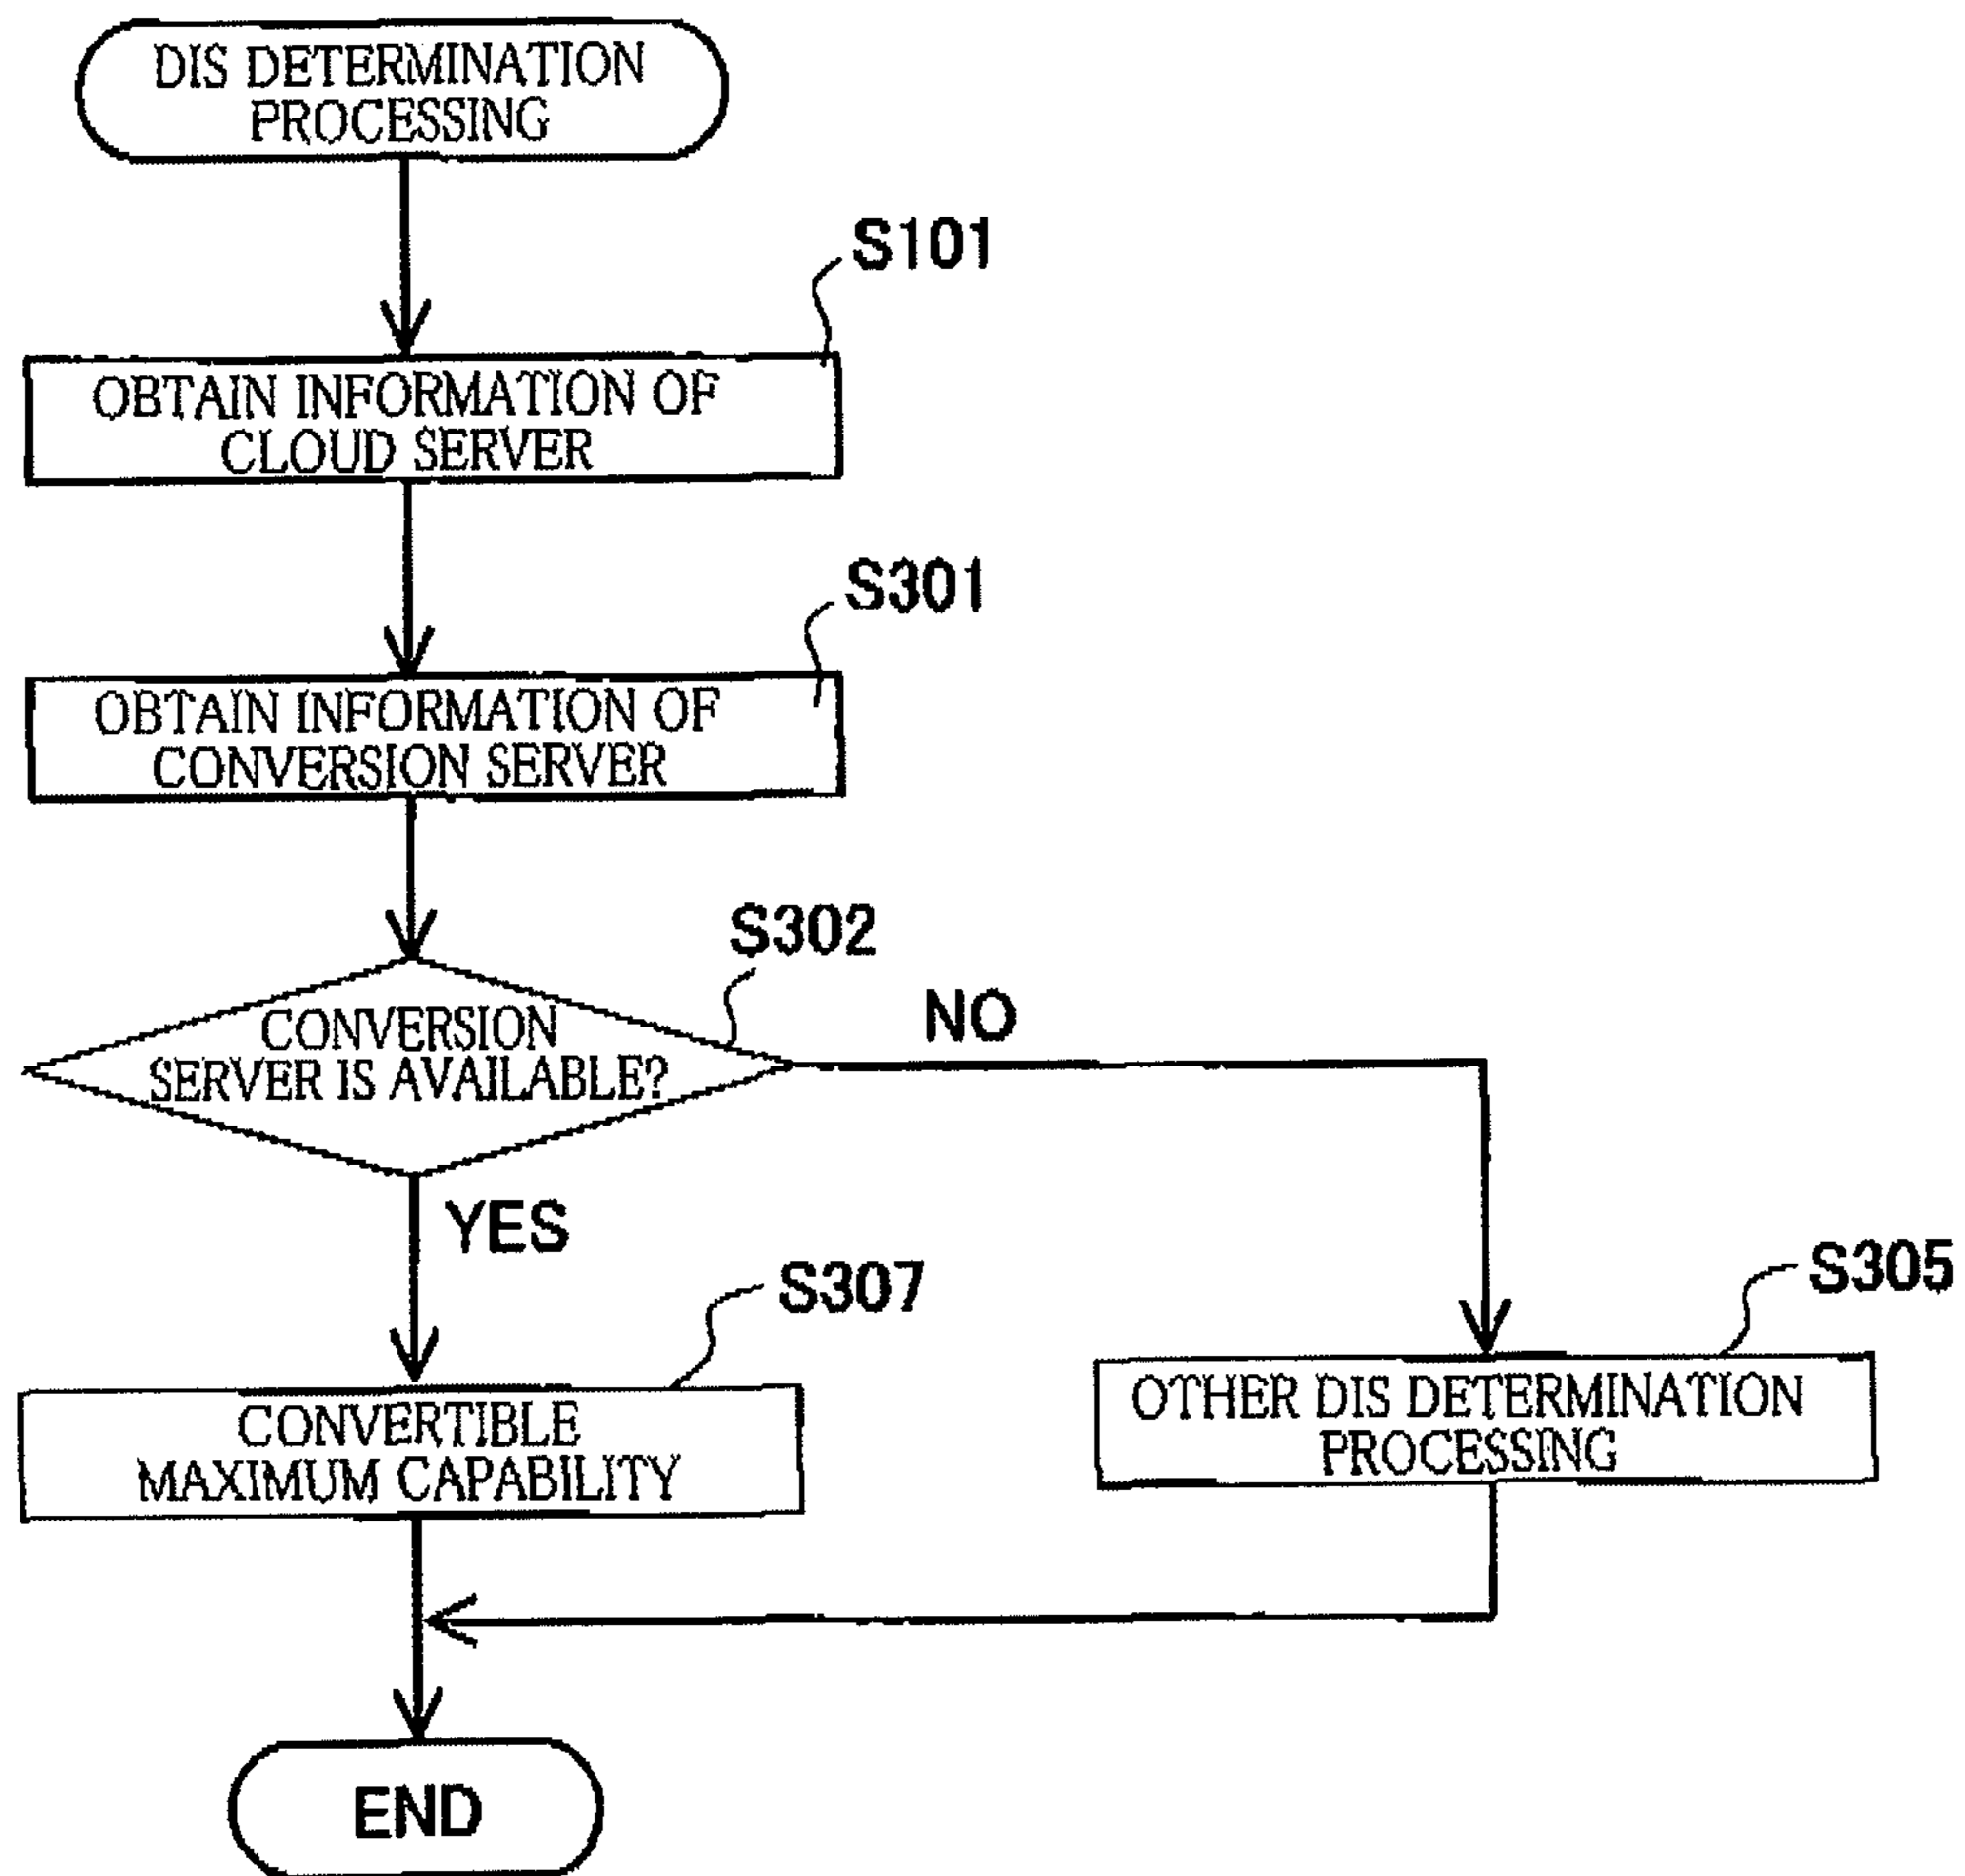 DIS DETERMINATION
PROCESSING
S101
OBTAIN INFORMATION OF
CLOUD SERVER
S301
OBTAIN INFORMATION OF
CONVERSION SERVER
S302
CONVERSION
SERVER IS AVAILABLE?
NO
YES
S307
CONVERTIBLE
MAXIMUM CAPABILITY
S305
OTHER DIS DETERMINATION
PROCESSING
END